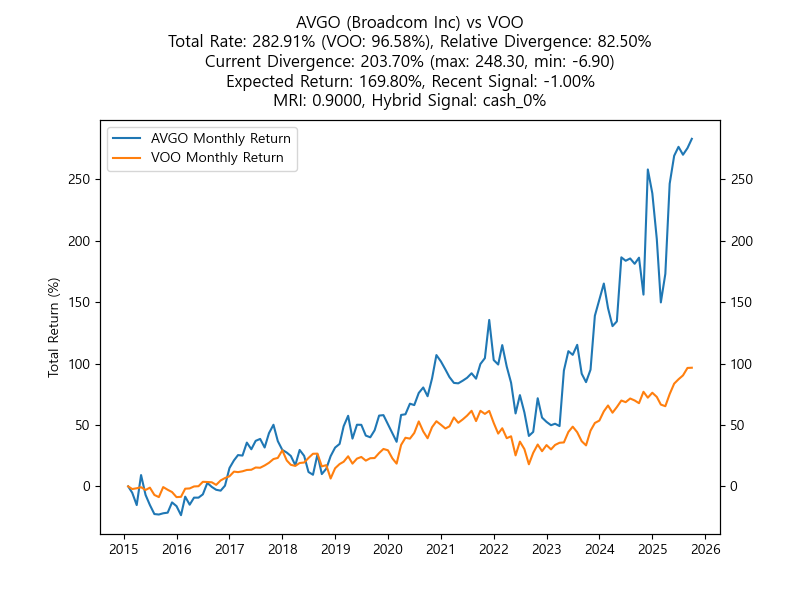 AVGO (Broadcom Inc) vs VOO
Total Rate: 282.91% (VOO: 96.58%), Relative Divergence: 82.50%
Current Divergence: 203.70% (max: 248.30, min: -6.90)
Expected Return: 169.80%, Recent Signal: -1.00%
MRI: 0.9000, Hybrid Signal: cash_0%
AVGO Monthly Return
VOO Monthly Return
Total Return (%)
250
200
150
100
50
0
250
200
150
100
50
0
2015 2016 2017 2018 2019 2020 2021 2022 2023 2024 2025 2026